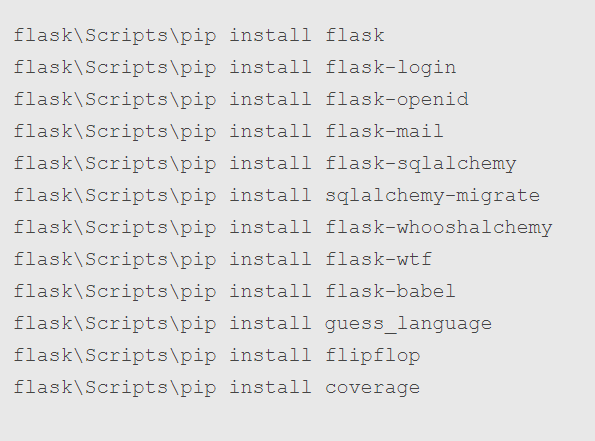 flask\Scripts\pip install flask
flask\Scripts\pip install flask-login
flask\Scripts\pip install flask-openid
flask\Scripts\pip install flask-mail
flask\Scripts\pip install flask-sqlalchemy
flask\Scripts\pip install sqlalchemy-migrate
flask\Scripts\pip install flask-whooshalchemy
flask\Scripts\pip install flask-wtf
flask\Scripts\pip install flask-babel
flask\Scripts\pip install guess_language
flask\Scripts\pip install flipflop
flask\Scripts\pip install coverage